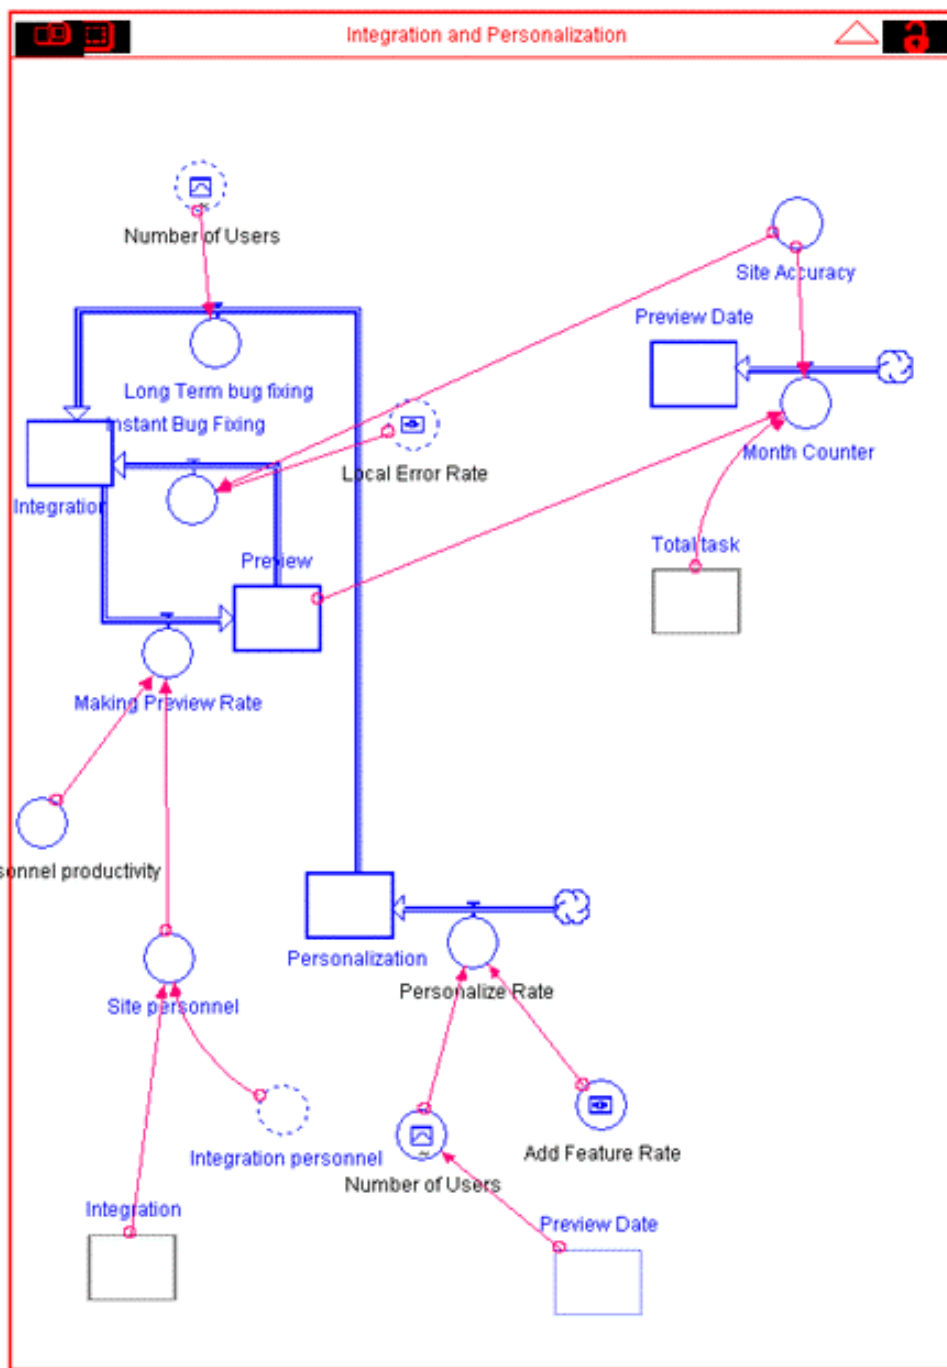 Integration and Personalization
Number of Users
Site Accuracy
Preview Date
Long Term bug fixing
Instant Bug Fixing
Month Counter
Local Error Rate
Integration
Total task
Preview
Making Preview Rate
sonnel productivity
Personalization
Personalize Rate
Site personnel
Integration personnel
Add Feature Rate
Number of Users
Integration
Preview Date